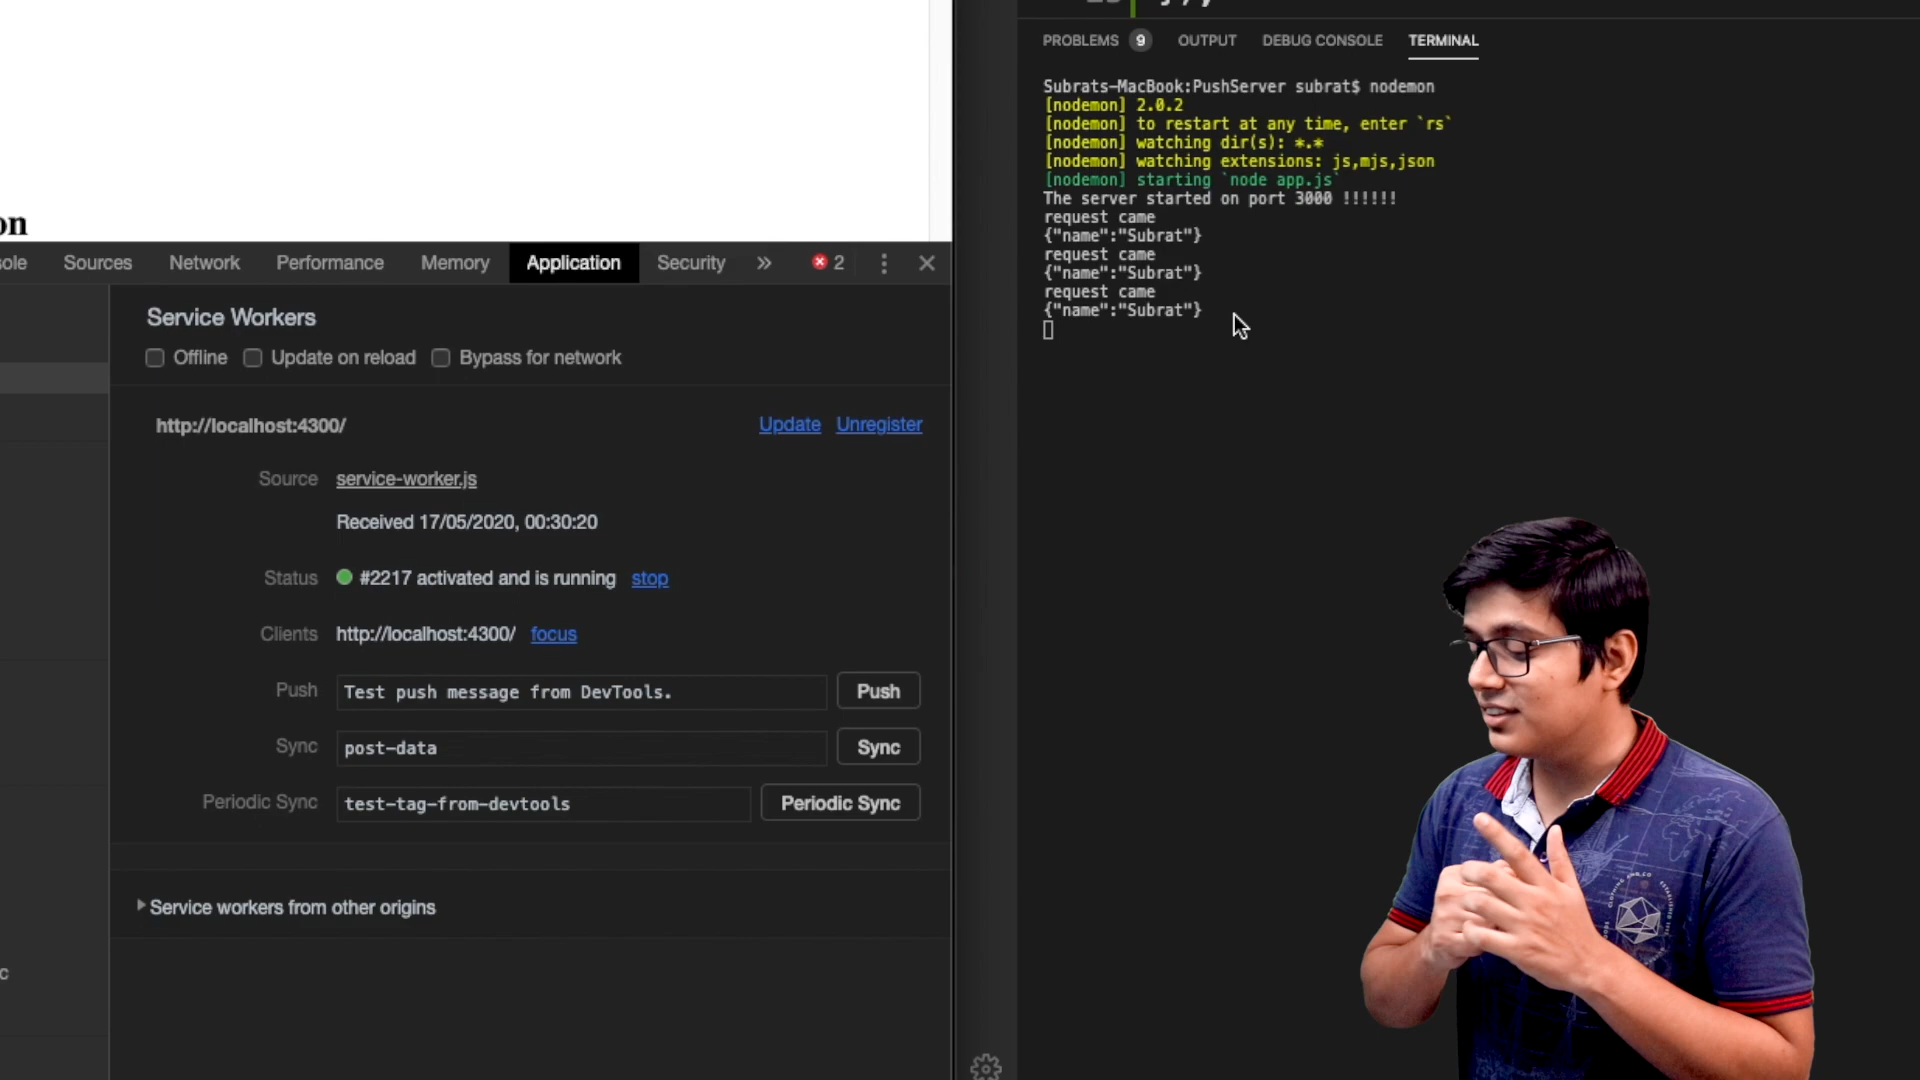 on
ole Sources Network Performance Memory Application Security » 2
Service Workers
Offline Update on reload Bypass for network
http://localhost:4300/ Update Unregister
Source service-worker.js
Received 17/05/2020, 00:30:20
Status #2217 activated and is running stop
Clients http://localhost:4300/ focus
Push Test push message from DevTools. Push
Sync post-data Sync
Periodic Sync test-tag-from-devtools Periodic Sync
Service workers from other origins
c
PROBLEMS 9 OUTPUT DEBUG CONSOLE TERMINAL
Subrats-MacBook:PushServer subrat$ nodemon
[nodemon] 2.0.2
[nodemon] to restart at any time, enter `rs`
[nodemon] watching dir(s): *.*
[nodemon] watching extensions: js,mjs,json
[nodemon] starting `node app.js`
The server started on port 3000 !!!!!!
request came
{"name":"Subrat"}
request came
{"name":"Subrat"}
request came
{"name":"Subrat"}